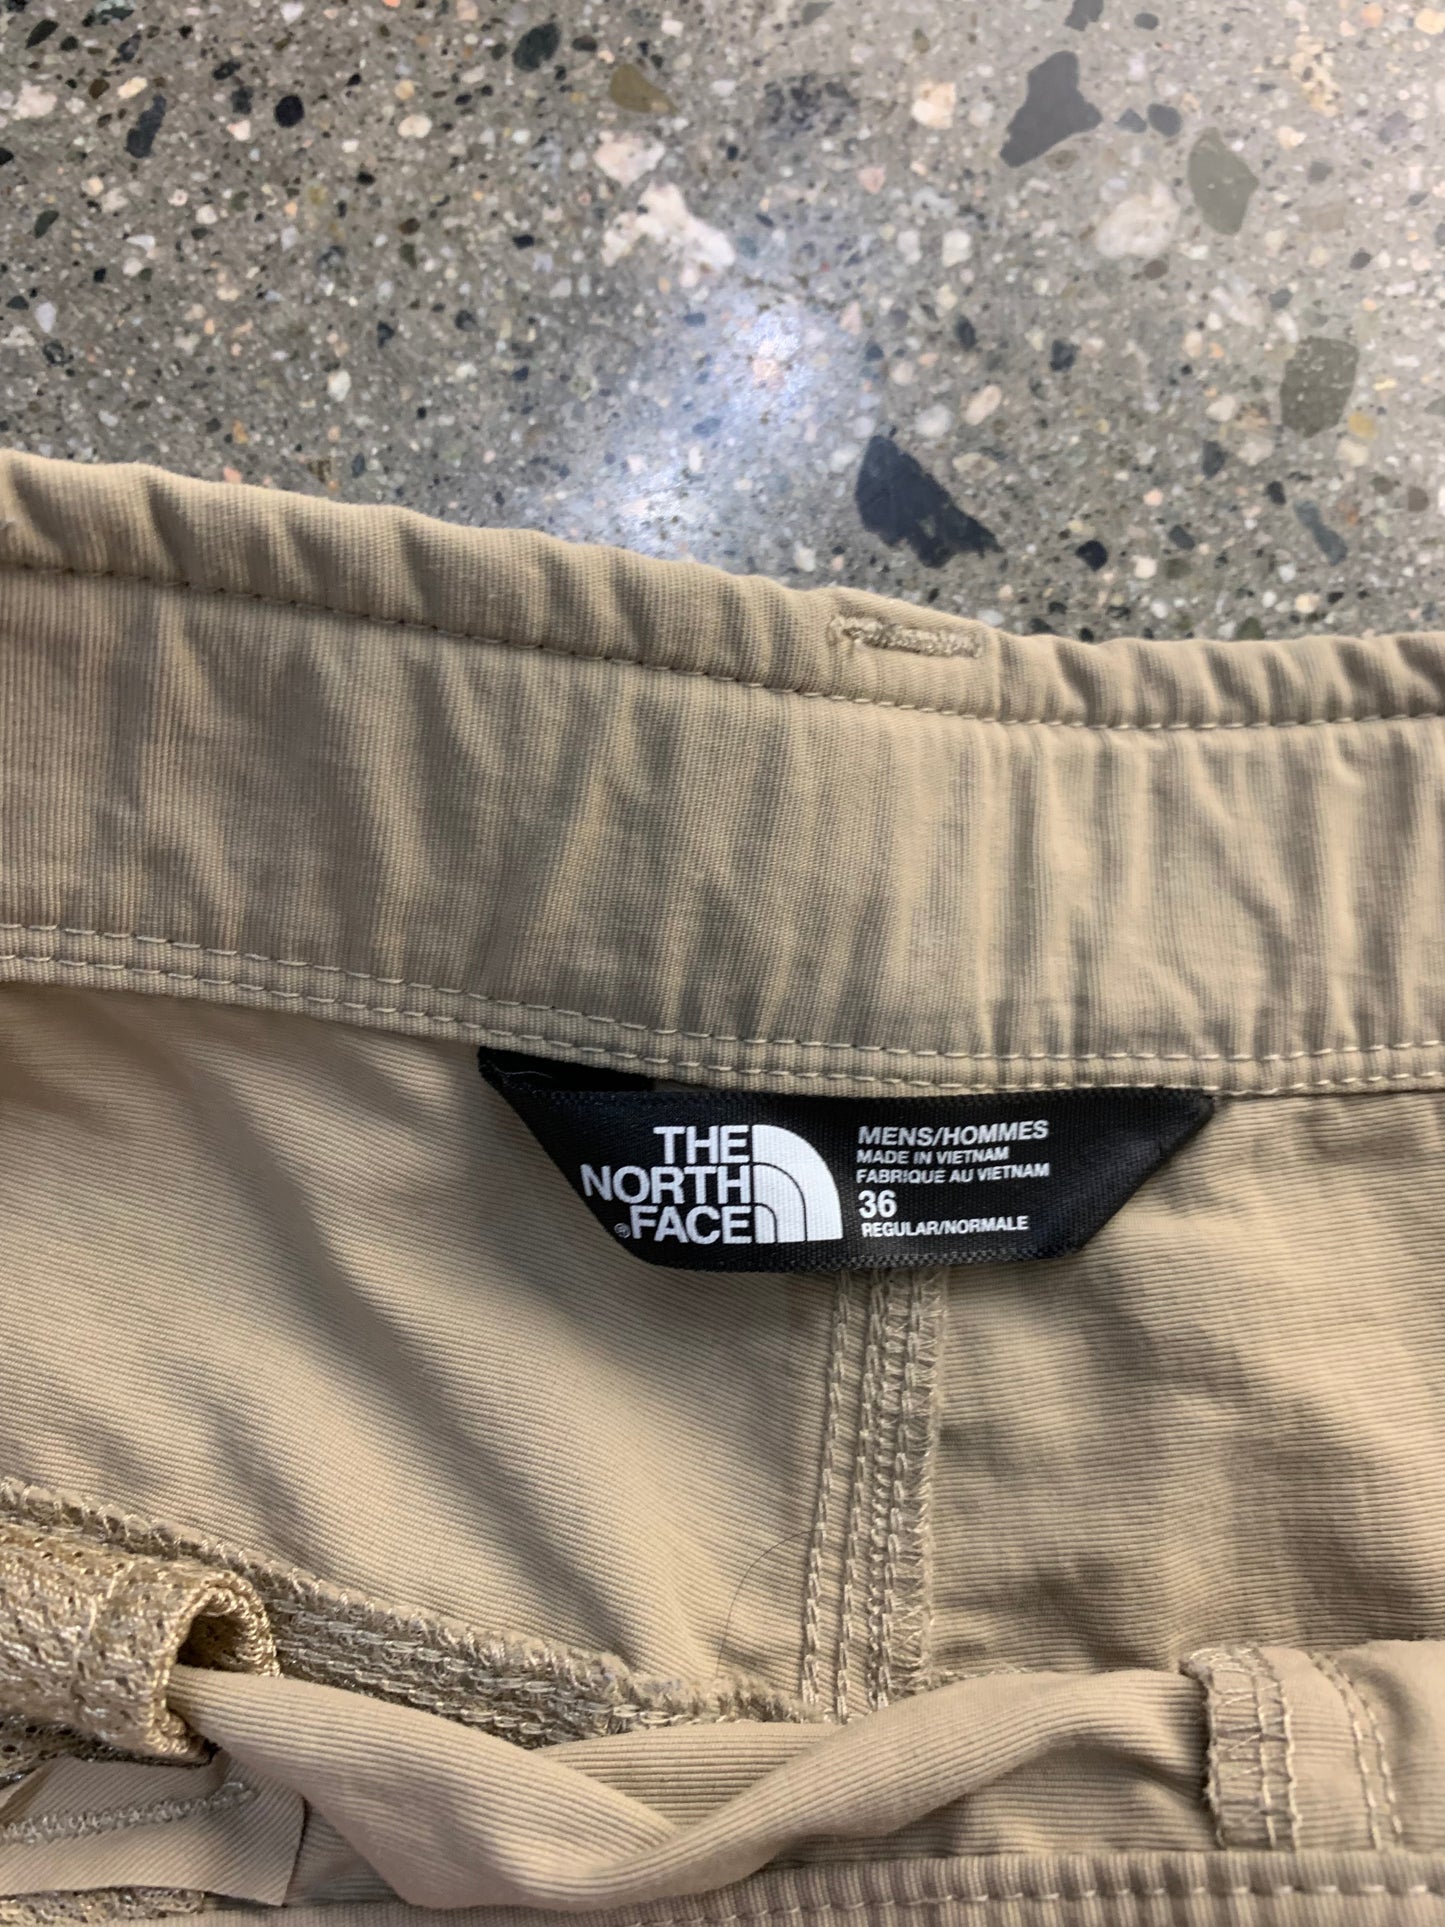 THE
NORTH
®FACE
MENS/HOMMES
MADE IN VIETNAM
FABRIQUE AU VIETNAM
36
REGULAR/NORMALE